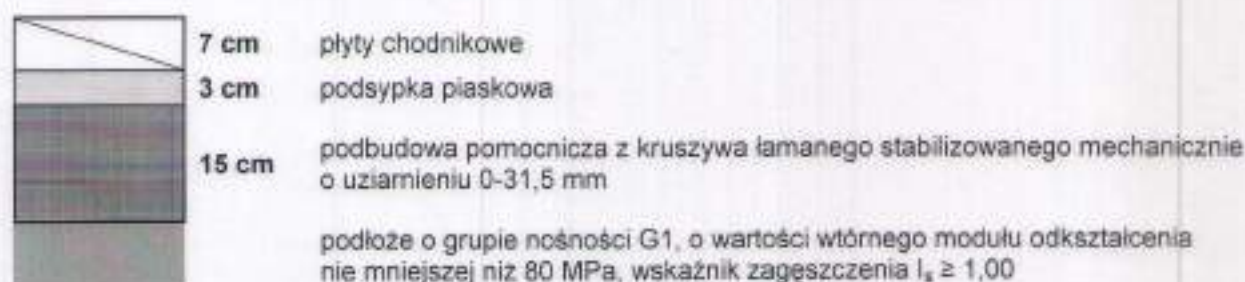 7 cm płyty chodnikowe
3 cm podsypka piaskowa
15 cm podbudowa pomocnicza z kruszywa łamanego stabilizowanego mechanicznie
o uziarnieniu 0-31,5 mm
podłoże o grupie nośności G1, o wartości wtórnego modułu odkształcenia
nie mniejszej niż 80 MPa, wskaźnik zagęszczenia Iₛ ≥ 1,00